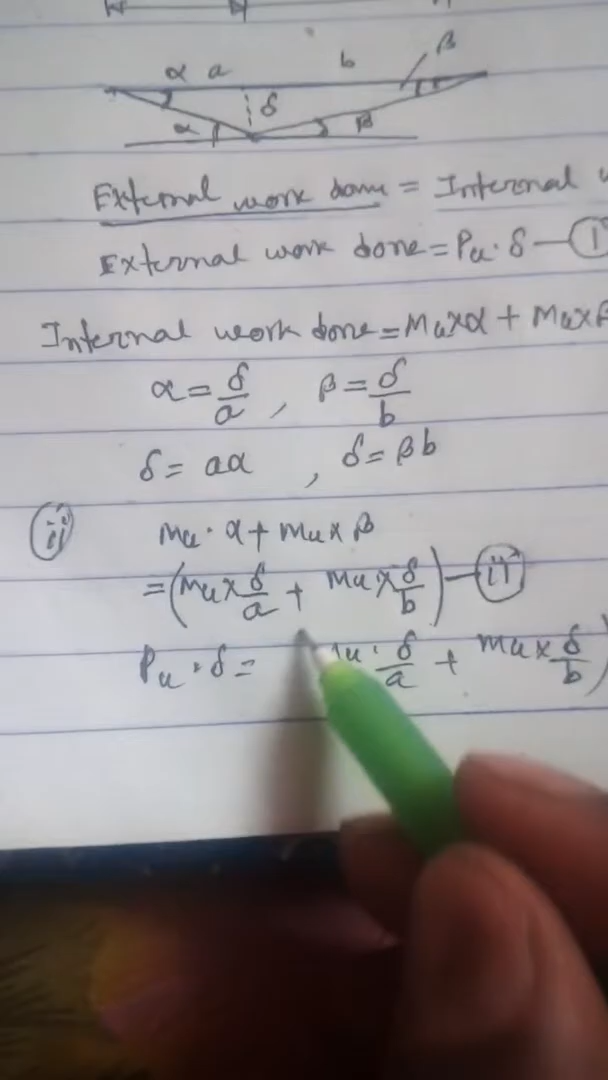 α a b β
δ
α β
External work done = Internal
External work done = Pu · δ — (i)
Internal work done = Mu×α + Mu×β
α = δ/a , β = δ/b
δ = aα , δ = βb
(ii) Mu · α + Mu × β
= (Mu × δ/a + Mu × δ/b) — (ii)
Pu · δ = Mu · δ/a + Mu × δ/b)